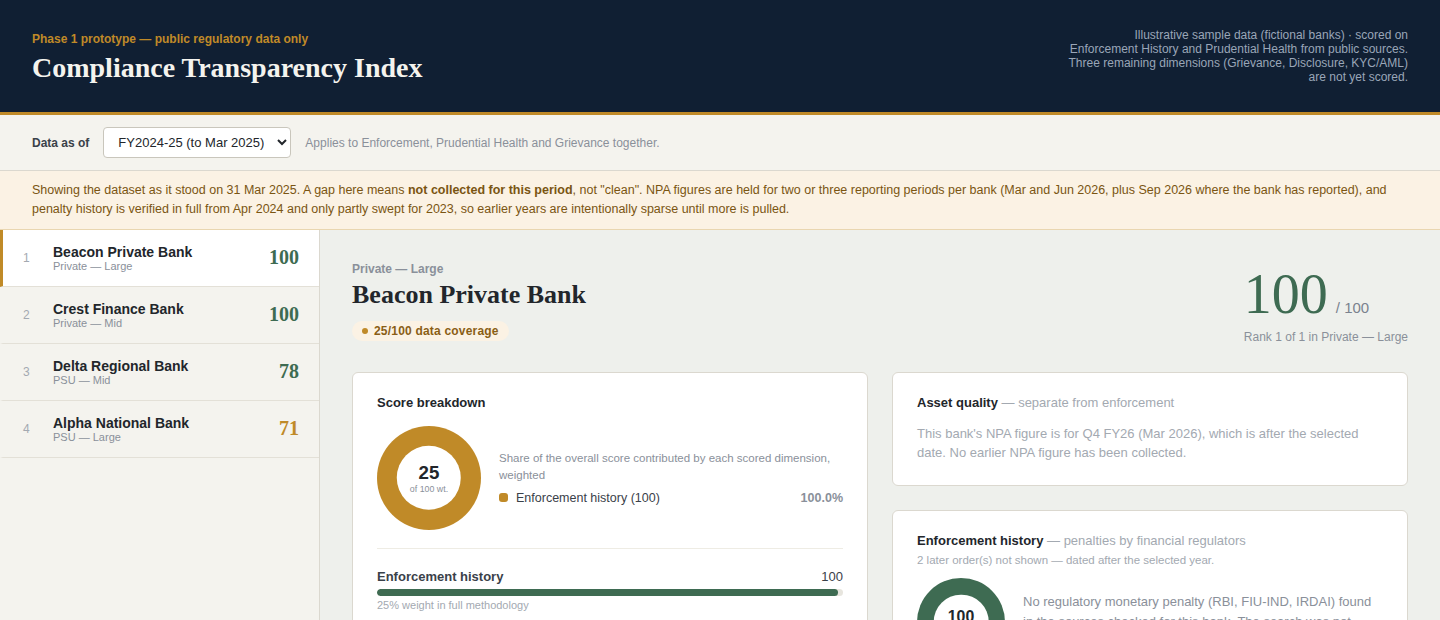 Phase 1 prototype — public regulatory data only
Compliance Transparency Index
Illustrative sample data (fictional banks) · scored on
Enforcement History and Prudential Health from public sources.
Three remaining dimensions (Grievance, Disclosure, KYC/AML)
are not yet scored.
Data as of
FY2024-25 (to Mar 2025)
Applies to Enforcement, Prudential Health and Grievance together.
Showing the dataset as it stood on 31 Mar 2025. A gap here means not collected for this period, not "clean". NPA figures are held for two or three reporting periods per bank (Mar and Jun 2026, plus Sep 2026 where the bank has reported), and
penalty history is verified in full from Apr 2024 and only partly swept for 2023, so earlier years are intentionally sparse until more is pulled.
1
Beacon Private Bank
Private — Large
100
2
Crest Finance Bank
Private — Mid
100
3
Delta Regional Bank
PSU — Mid
78
4
Alpha National Bank
PSU — Large
71
Private — Large
Beacon Private Bank
25/100 data coverage
100 / 100
Rank 1 of 1 in Private — Large
Score breakdown
25
of 100 wt.
Share of the overall score contributed by each scored dimension,
weighted
Enforcement history (100)
100.0%
Enforcement history
100
25% weight in full methodology
Asset quality — separate from enforcement
This bank's NPA figure is for Q4 FY26 (Mar 2026), which is after the selected
date. No earlier NPA figure has been collected.
Enforcement history — penalties by financial regulators
2 later order(s) not shown — dated after the selected year.
100
No regulatory monetary penalty (RBI, FIU-IND, IRDAI) found
in the sources checked for this bank. The search was not